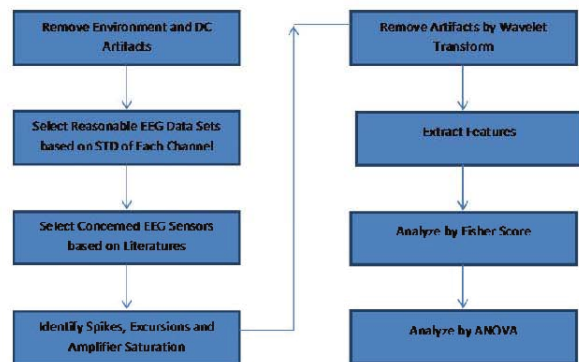 Remove Environment and DC
Artifacts
Select Reasonable EEG Data Sets
based on STD of Each Channel
Select Concerned EEG Sensors
based on Literatures
Identify Spikes, Excursions and
Amplifier Saturation
Remove Artifacts by Wavelet
Transform
Extract Features
Analyze by Fisher Score
Analyze by ANOVA